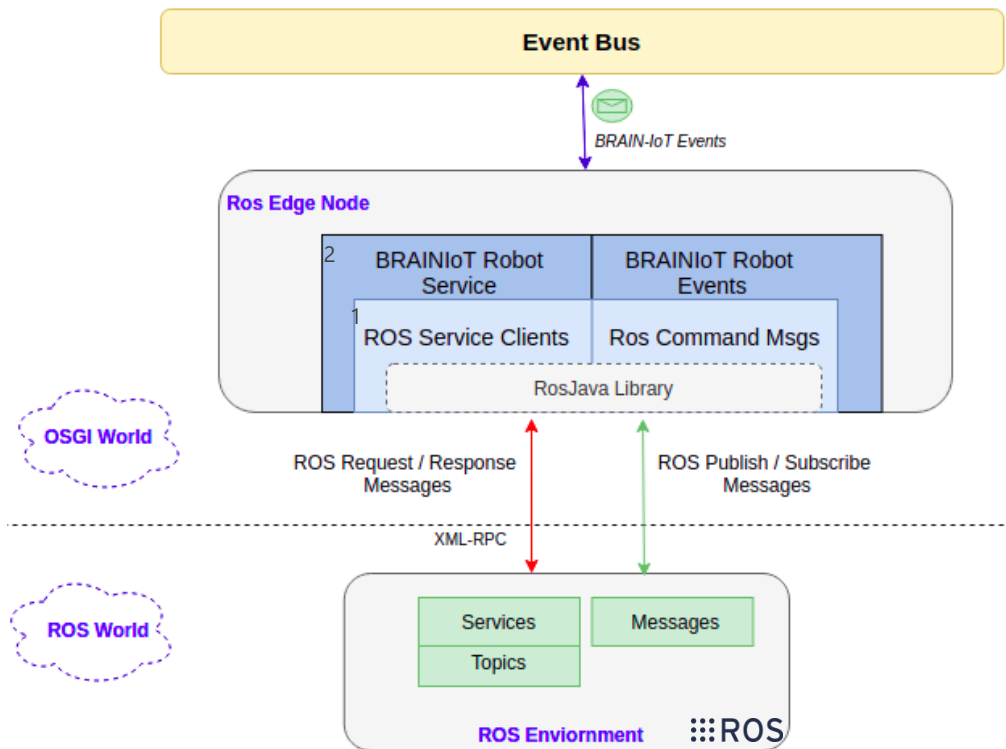 Event Bus
BRAIN-IoT Events
Ros Edge Node
2
BRAINIoT Robot
Service
BRAINIoT Robot
Events
1
ROS Service Clients
Ros Command Msgs
RosJava Library
OSGI World
ROS Request / Response
Messages
ROS Publish / Subscribe
Messages
XML-RPC
ROS World
Services
Messages
Topics
ROS Enviornment
ROS